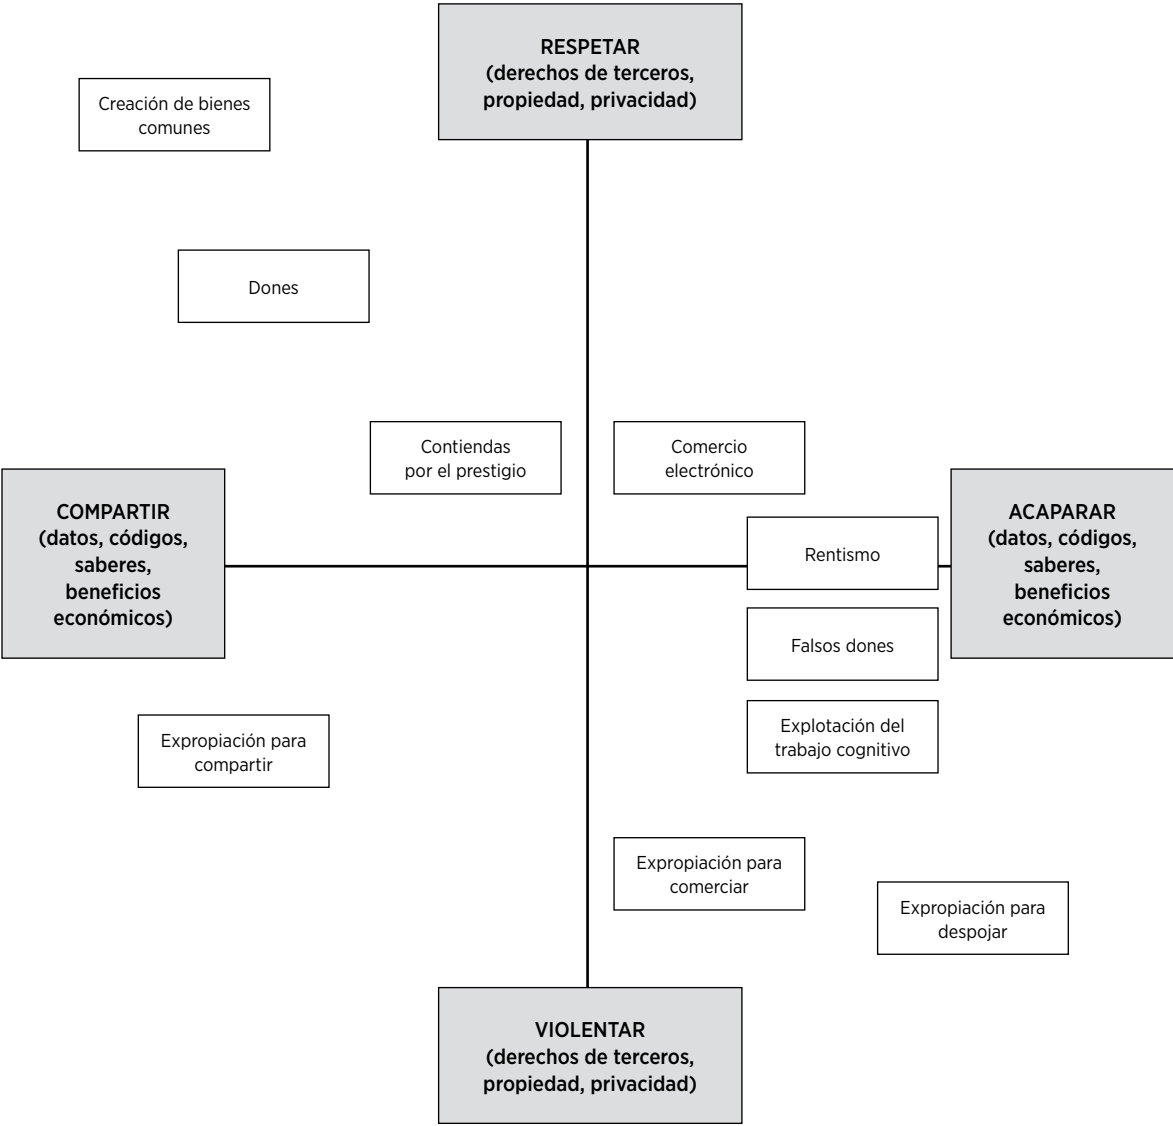 RESPETAR
(derechos de terceros,
propiedad, privacidad)
Creación de bienes
comunes
Dones
Contiendas
por el prestigio
Comercio
electrónico
COMPARTIR
(datos, códigos,
saberes,
beneficios
económicos)
ACAPARAR
(datos, códigos,
saberes,
beneficios
económicos)
Rentismo
Falsos dones
Explotación del
trabajo cognitivo
Expropiación para
compartir
Expropiación para
comerciar
Expropiación para
despojar
VIOLENTAR
(derechos de terceros,
propiedad, privacidad)